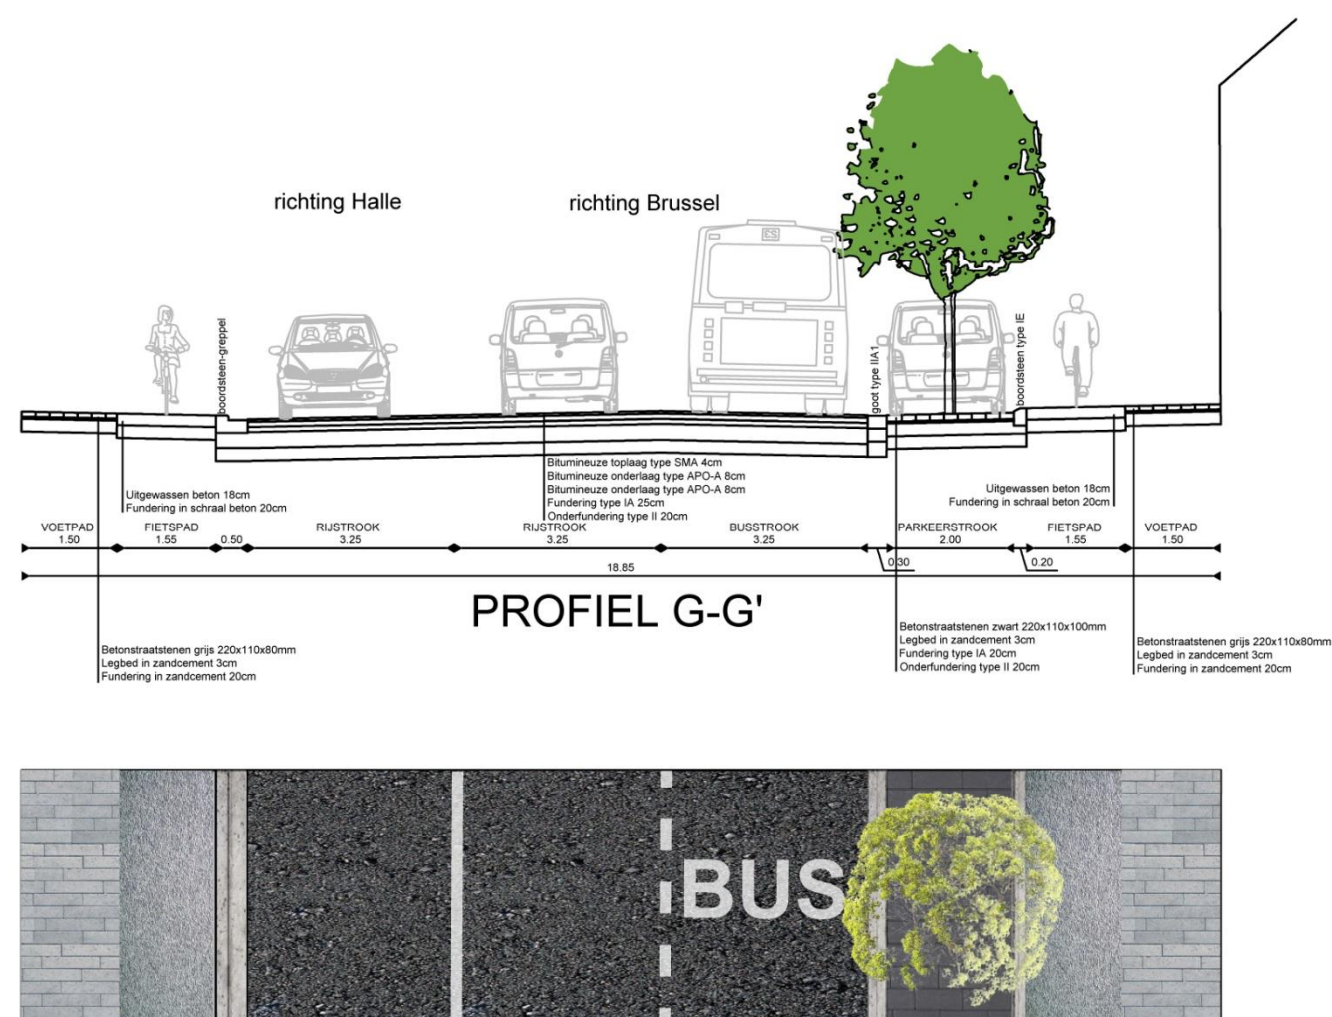 richting Halle
richting Brussel
boordsteen-greppel
goot type IIA1
boordsteen type IE
Bitumineuze toplaag type SMA 4cm
Bitumineuze onderlaag type APO-A 8cm
Bitumineuze onderlaag type APO-A 8cm
Fundering type IA 25cm
Onderfundering type II 20cm
Uitgewassen beton 18cm
Fundering in schraal beton 20cm
Uitgewassen beton 18cm
Fundering in schraal beton 20cm
VOETPAD FIETSPAD RIJSTROOK RIJSTROOK BUSSTROOK PARKEERSTROOK FIETSPAD VOETPAD
1.50 1.55 0.50 3.25 3.25 3.25 2.00 1.55 1.50
0.30 0.20
18.85
PROFIEL G-G'
Betonstraatstenen grijs 220x110x80mm
Legbed in zandcement 3cm
Fundering in zandcement 20cm
Betonstraatstenen zwart 220x110x100mm
Legbed in zandcement 3cm
Fundering type IA 20cm
Onderfundering type II 20cm
Betonstraatstenen grijs 220x110x80mm
Legbed in zandcement 3cm
Fundering in zandcement 20cm
BUS